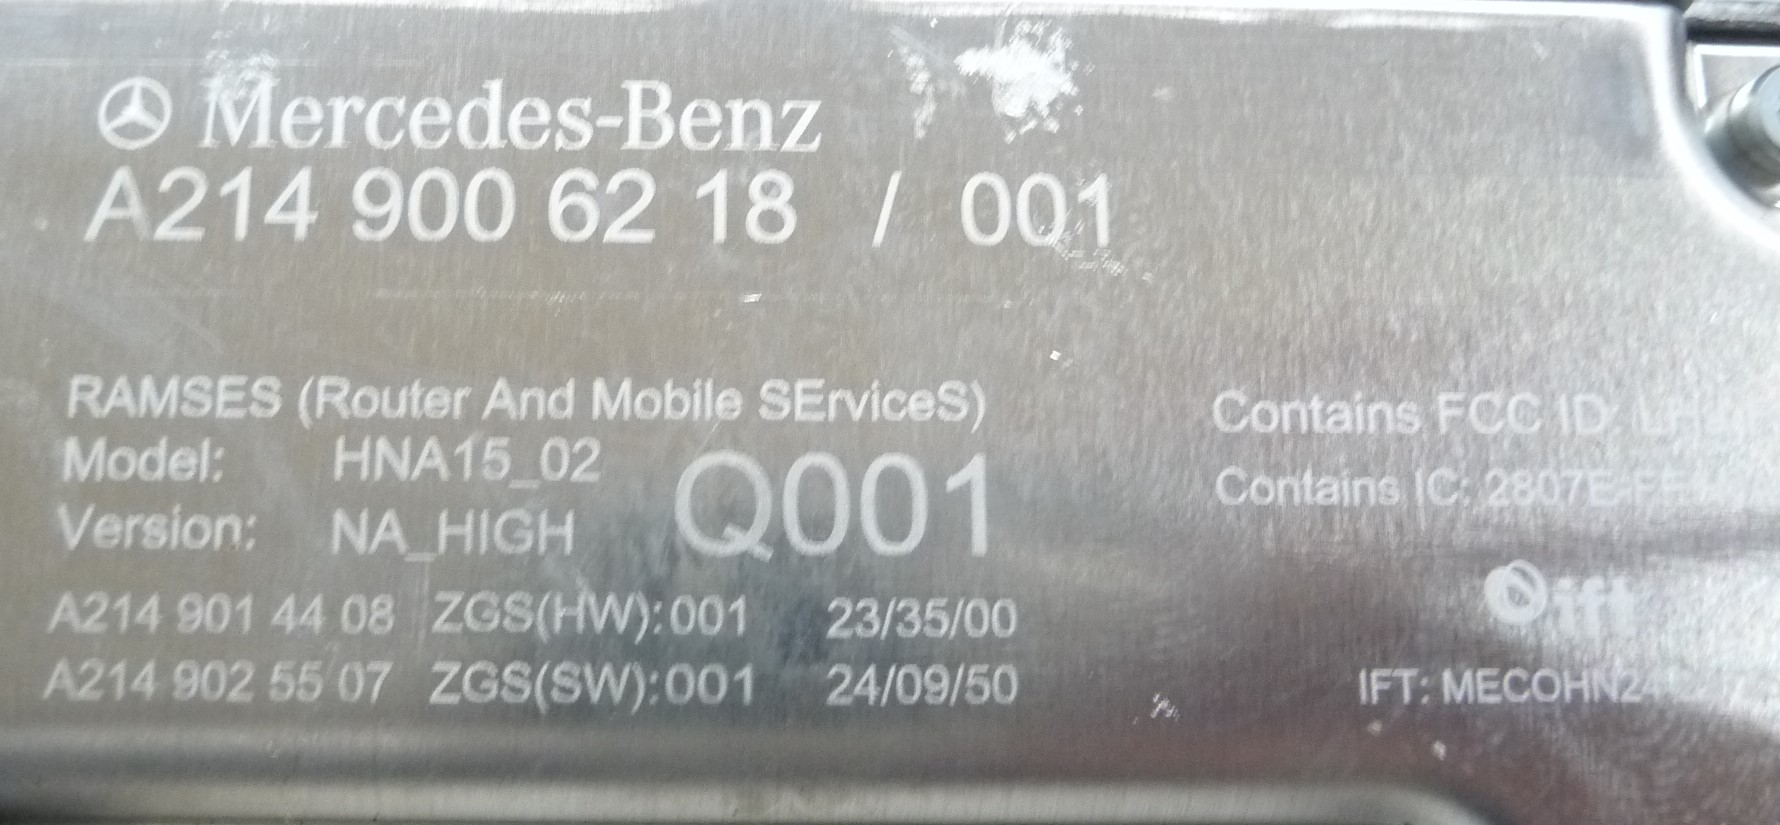 Mercedes-Benz
A214 900 62 18 / 001
RAMSES (Router And Mobile SErviceS)
Model: HNA15_02
Version: NA_HIGH
Q001
A214 901 44 08 ZGS(HW):001 23/35/00
A214 902 55 07 ZGS(SW):001 24/09/50
Contains FCC ID:
Contains IC:
ift
IFT: